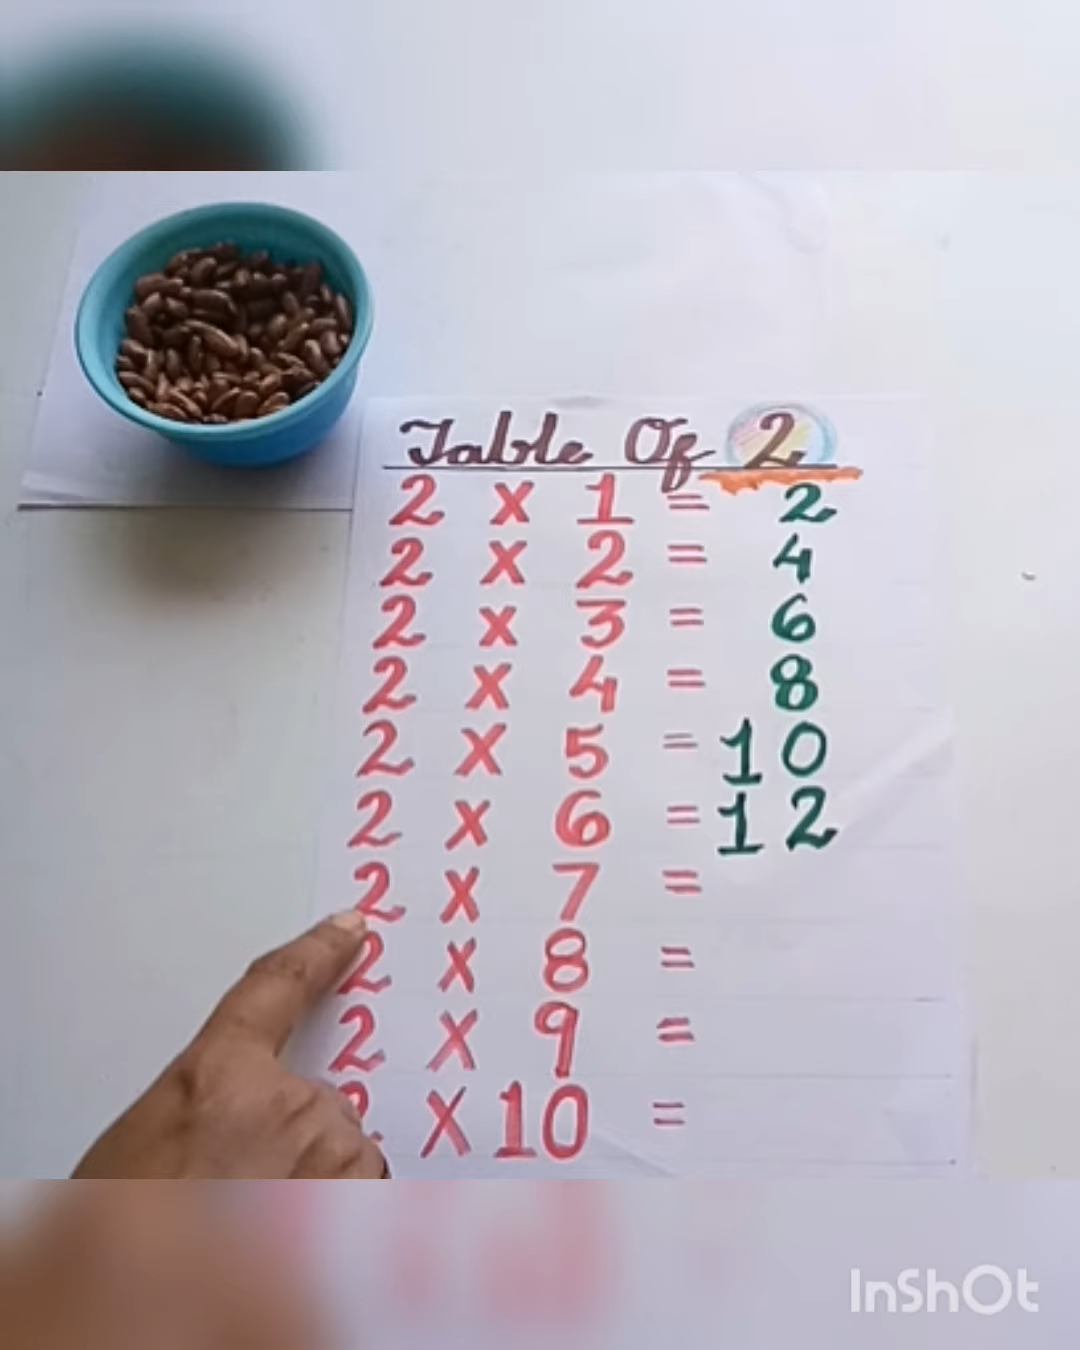 Table Of 2
2 x 1 = 2
2 x 2 = 4
2 x 3 = 6
2 x 4 = 8
2 x 5 = 10
2 x 6 = 12
2 x 7 =
2 x 8 =
2 x 9 =
2 x 10 =
InShOt